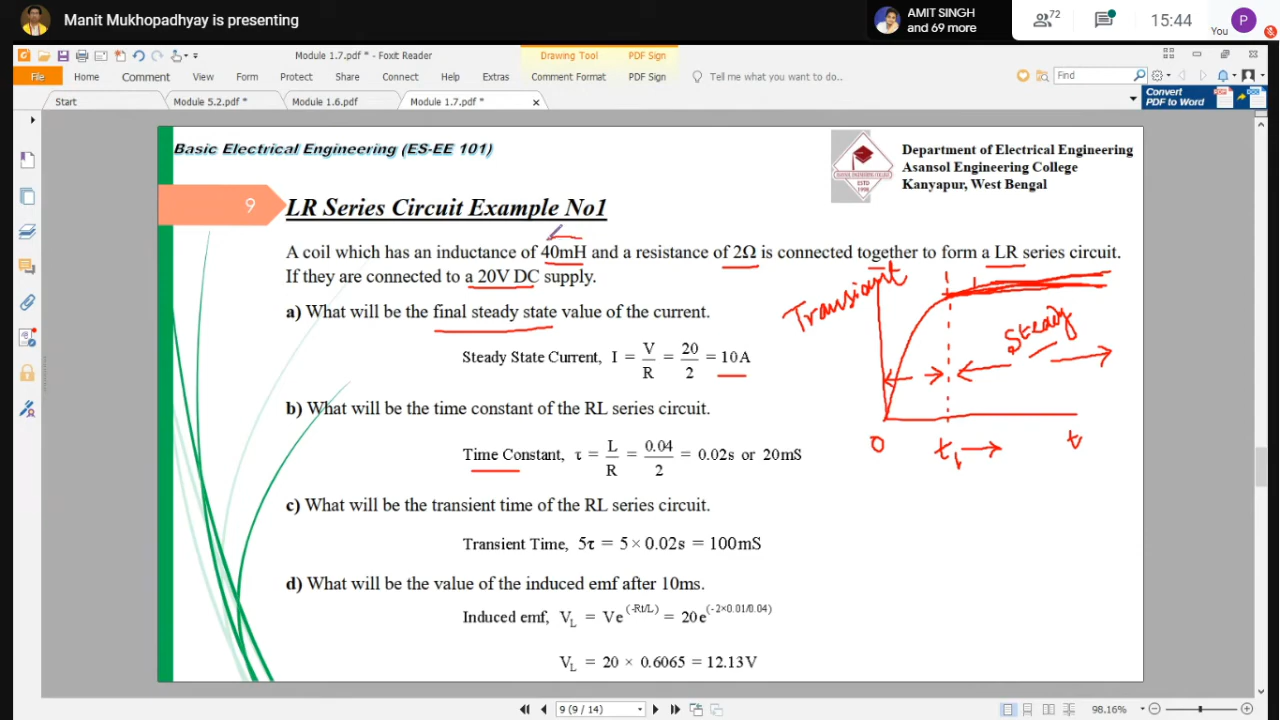 Manit Mukhopadhyay is presenting
AMIT SINGH
and 69 more
72
15:44
P
You
Module 1.7.pdf * - Foxit Reader
Drawing Tool
PDF Sign
File
Home
Comment
View
Form
Protect
Share
Connect
Help
Extras
Comment Format
PDF Sign
Tell me what you want to do...
Find
Start
Module 5.2.pdf *
Module 1.6.pdf
Module 1.7.pdf *
Convert
PDF to Word
Basic Electrical Engineering (ES-EE 101)
Department of Electrical Engineering
Asansol Engineering College
Kanyapur, West Bengal
9
LR Series Circuit Example No1
A coil which has an inductance of 40mH and a resistance of 2Ω is connected together to form a LR series circuit.
If they are connected to a 20V DC supply.
a) What will be the final steady state value of the current.
Steady State Current, I = V/R = 20/2 = 10A
b) What will be the time constant of the RL series circuit.
Time Constant, τ = L/R = 0.04/2 = 0.02s or 20mS
c) What will be the transient time of the RL series circuit.
Transient Time, 5τ = 5 × 0.02s = 100mS
d) What will be the value of the induced emf after 10ms.
Induced emf, V_L = Ve^(-Rt/L) = 20e^(-2×0.01/0.04)
V_L = 20 × 0.6065 = 12.13V
Transient
Steady
0
t₁
t
9 (9 / 14)
98.16%